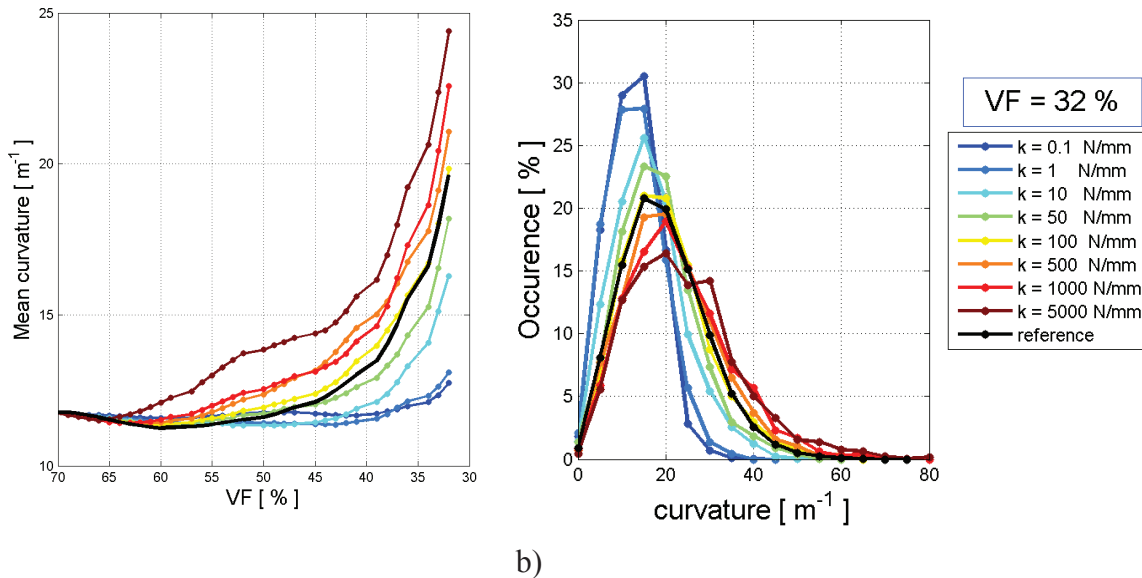 25
20
15
10
Mean curvature [ m-1 ]
70 65 60 55 50 45 40 35 30
VF [ % ]
35
30
25
20
15
10
5
0
Occurence [ % ]
0 20 40 60 80
curvature [ m-1 ]
VF = 32 %
k = 0.1 N/mm
k = 1 N/mm
k = 10 N/mm
k = 50 N/mm
k = 100 N/mm
k = 500 N/mm
k = 1000 N/mm
k = 5000 N/mm
reference
b)